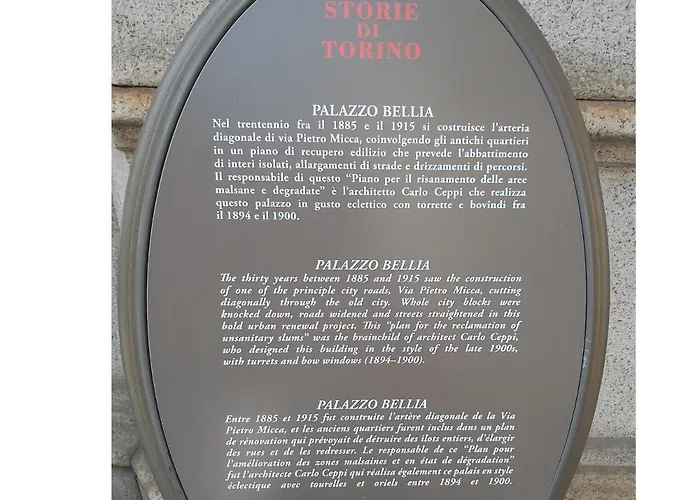 STORIE
DI
TORINO
PALAZZO BELLIA
Nel trentennio fra il 1885 e il 1915 si costruisce l'arteria
diagonale di via Pietro Micca, coinvolgendo gli antichi quartieri
in un piano di recupero edilizio che prevede l'abbattimento
di interi isolati, allargamenti di strade e drizzamenti di percorsi.
Il responsabile di questo "Piano per il risanamento delle aree
malsane e degradate" è l'architetto Carlo Ceppi che realizza
questo palazzo in gusto eclettico con torrette e bovindi fra
il 1894 e il 1900.
PALAZZO BELLIA
The thirty years between 1885 and 1915 saw the construction
of one of the principle city roads, Via Pietro Micca, cutting
diagonally through the old city. Whole city blocks were
knocked down, roads widened and streets straightened in this
bold urban renewal project. This "plan for the reclamation of
unsanitary slums" was the brainchild of architect Carlo Ceppi,
who designed this building in the style of the late 1900s,
with turrets and bow windows (1894–1900).
PALAZZO BELLIA
Entre 1885 et 1915 fut construite l'artère diagonale de la Via
Pietro Micca, et les anciens quartiers furent inclus dans un plan
de rénovation qui prévoyait de détruire des îlots entiers, d'élargir
des rues et de les redresser. Le responsable de ce "Plan pour
l'amélioration des zones malsaines et en état de dégradation"
fut l'architecte Carlo Ceppi qui réalisa également ce palais en style
éclectique avec tourelles et oriels entre 1894 et 1900.